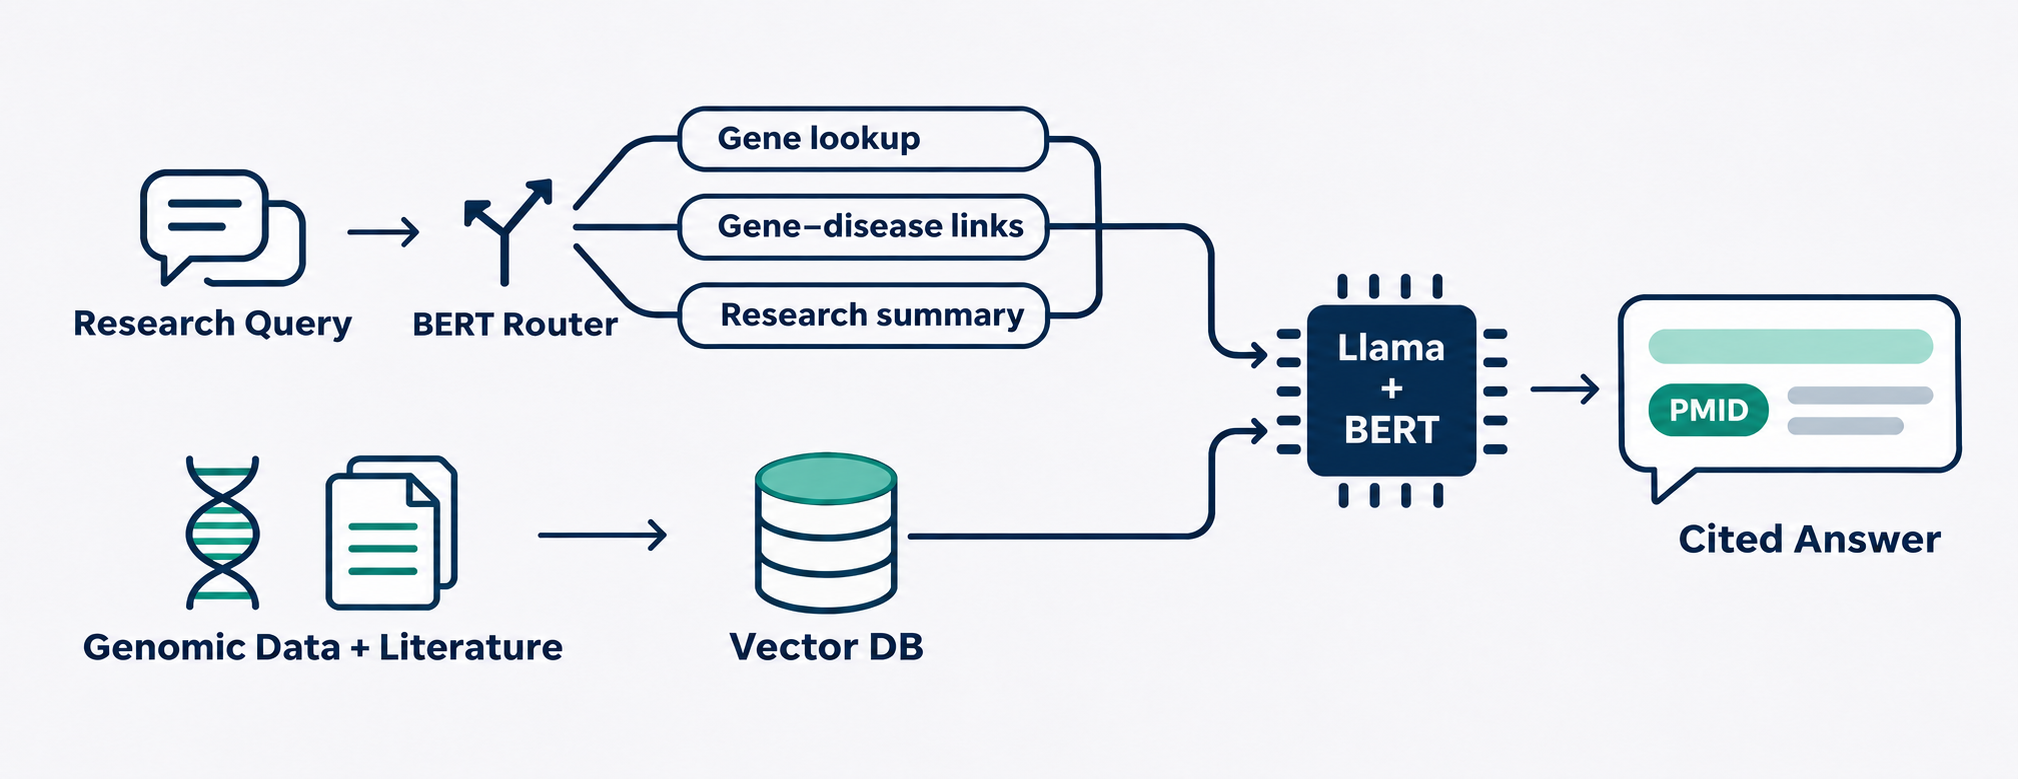 Research Query
BERT Router
Gene lookup
Gene–disease links
Research summary
Genomic Data + Literature
Vector DB
Llama
+
BERT
PMID
Cited Answer